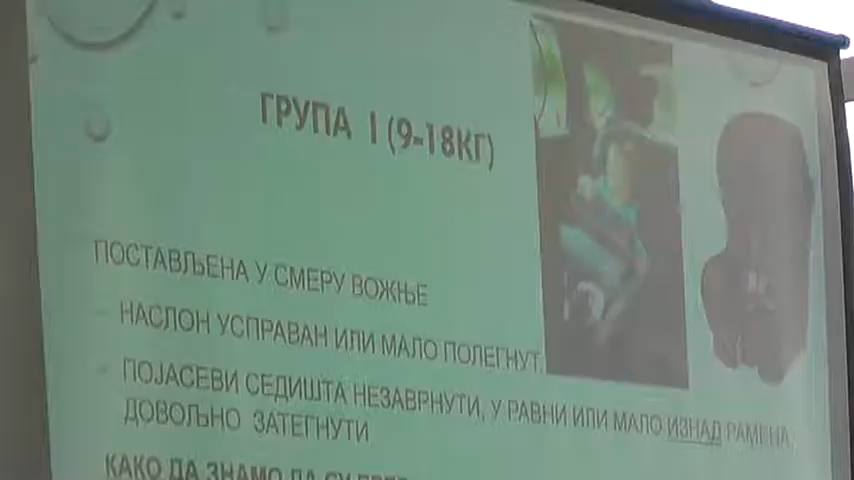 ГРУПА I (9-18КГ)
ПОСТАВЉЕНА У СМЕРУ ВОЖЊЕ
- НАСЛОН УСПРАВАН ИЛИ МАЛО ПОЛЕГНУТ
- ПОЈАСЕВИ СЕДИШТА НЕЗАВРНУТИ, У РАВНИ ИЛИ МАЛО ИЗНАД РАМЕНА,
ДОВОЉНО ЗАТЕГНУТИ
КАКО ДА ЗНАМО ДА СУ